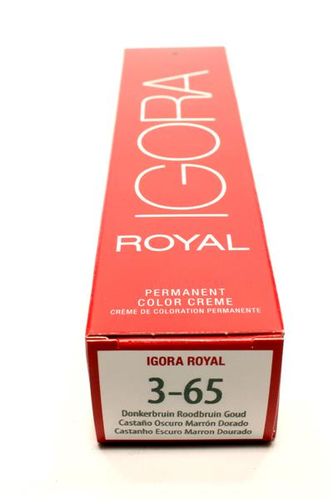 IGORA
ROYAL
PERMANENT
COLOR CREME
CRÈME DE COLORATION PERMANENTE
IGORA ROYAL
3-65
Donkerbruin Roodbruin Goud
Castaño Oscuro Marrón Dorado
Castanho Escuro Marron Dourado